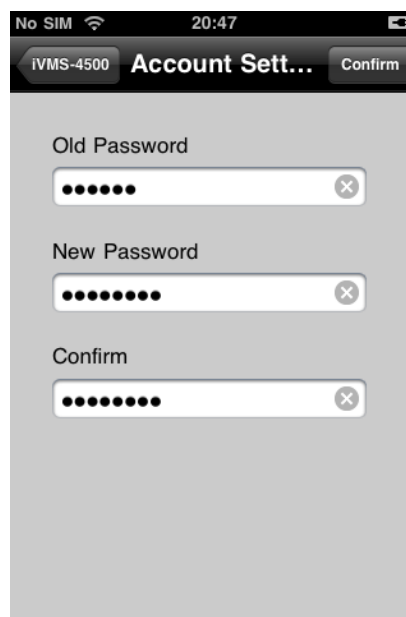 No SIM 20:47
iVMS-4500 Account Sett... Confirm
Old Password
●●●●●●
New Password
●●●●●●●●
Confirm
●●●●●●●●